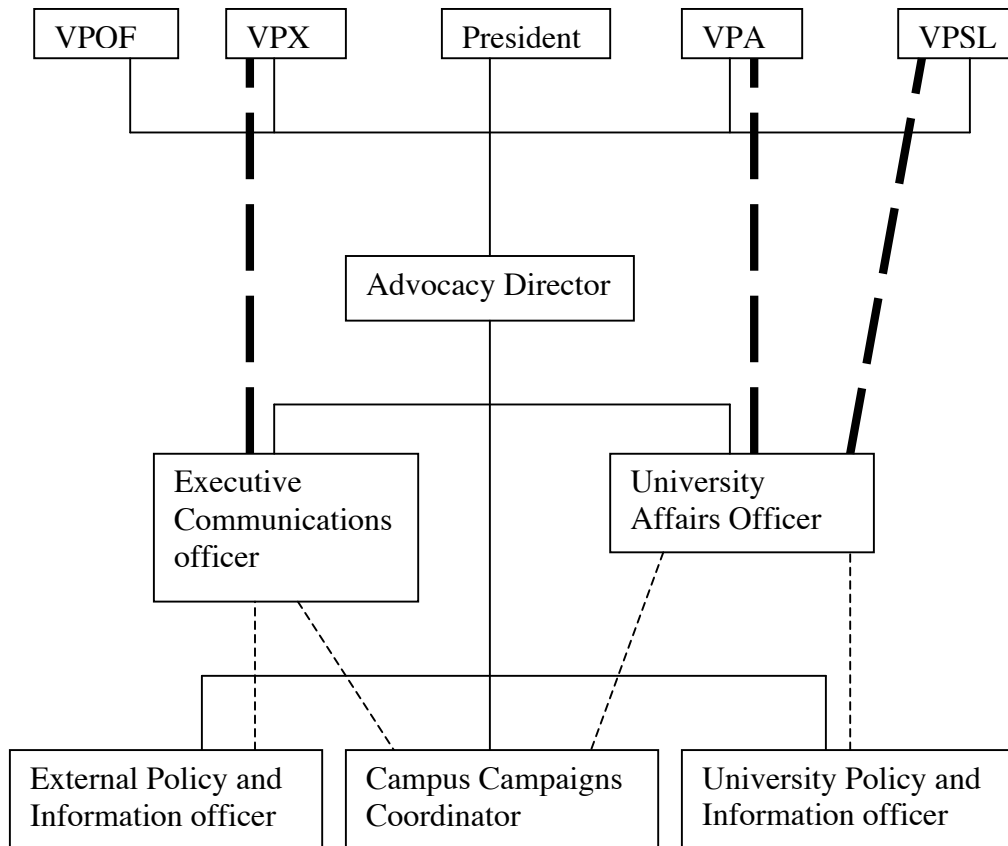 VPOF
VPX
President
VPA
VPSL
Advocacy Director
Executive
Communications
officer
University
Affairs Officer
External Policy and
Information officer
Campus Campaigns
Coordinator
University Policy and
Information officer